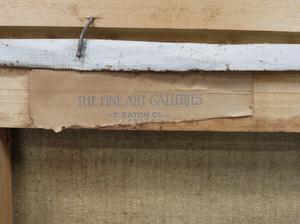 THE FINE ART GALLERIES
T. EATON CO